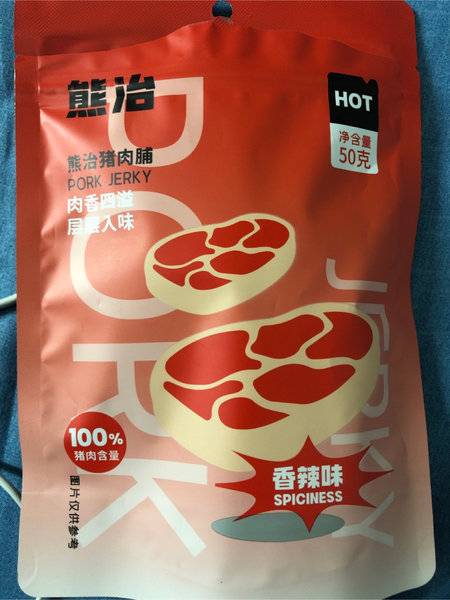 熊冶
HOT
净含量
50克
熊治猪肉脯
PORK JERKY
肉香四溢
层层入味
PORK
JERKY
100%
猪肉含量
图片仅供参考
香辣味
SPICINESS